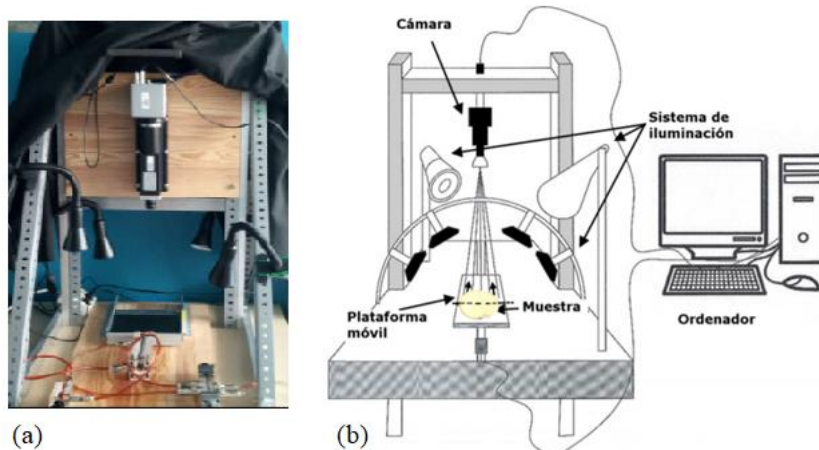 Cámara
Sistema de
iluminación
Plataforma
móvil
Muestra
Ordenador
(a)
(b)